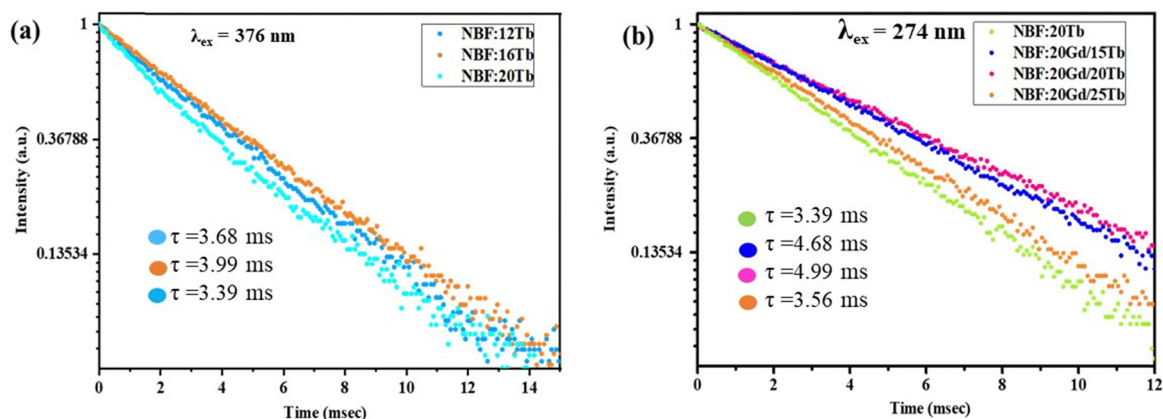 (a)
λex = 376 nm
NBF:12Tb
NBF:16Tb
NBF:20Tb
1
0.36788
0.13534
Intensity (a.u.)
τ =3.68 ms
τ =3.99 ms
τ =3.39 ms
0 2 4 6 8 10 12 14
Time (msec)
(b)
λex = 274 nm
NBF:20Tb
NBF:20Gd/15Tb
NBF:20Gd/20Tb
NBF:20Gd/25Tb
1
0.36788
0.13534
Intensity (a.u.)
τ =3.39 ms
τ =4.68 ms
τ =4.99 ms
τ =3.56 ms
0 2 4 6 8 10 12
Time (msec)